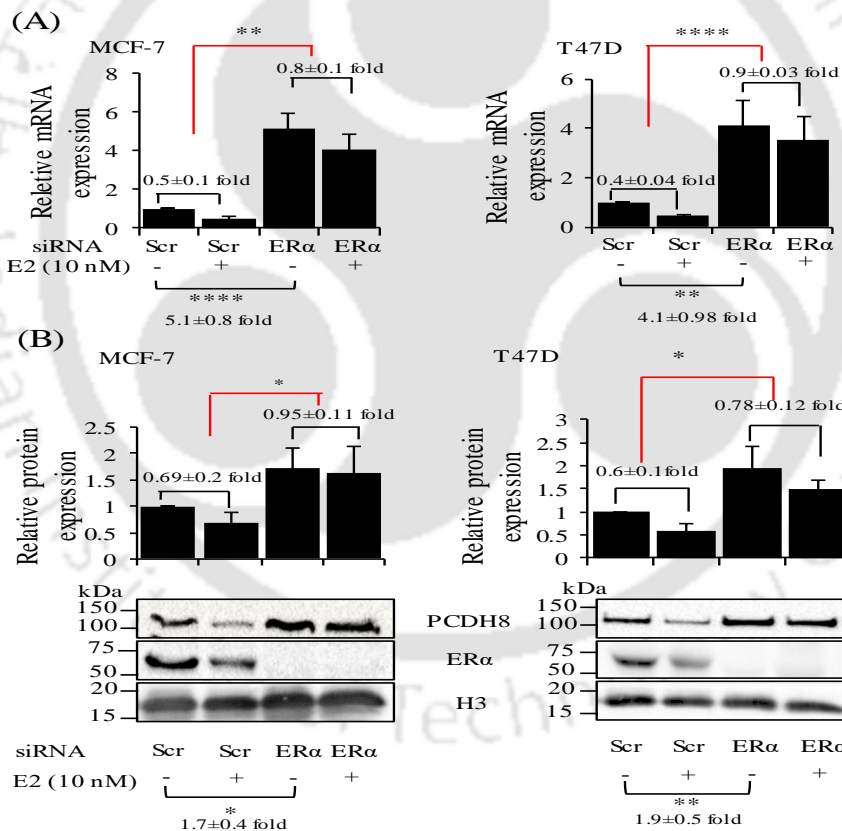 (A)
MCF-7
**
0.8±0.1 fold
8
6
4
2
0
Reletive mRNA
expression
0.5±0.1 fold
siRNA Scr Scr ERα ERα
E2 (10 nM) - + - +
****
5.1±0.8 fold
T47D
****
0.9±0.03 fold
6
4
2
0
Relative mRNA
expression
0.4±0.04 fold
Scr Scr ERα ERα
- + - +
**
4.1±0.98 fold
(B)
MCF-7
*
0.95±0.11 fold
2.5
2
1.5
1
0.5
0
Relative protein
expression
0.69±0.2 fold
T47D
*
0.78±0.12 fold
3
2.5
2
1.5
1
0.5
0
Relative protein
expression
0.6±0.1fold
kDa
150
100
75
50
20
15
PCDH8
ERα
H3
kDa
150
100
75
50
20
15
siRNA Scr Scr ERα ERα
E2 (10 nM) - + - +
*
1.7±0.4 fold
Scr Scr ERα ERα
- + - +
**
1.9±0.5 fold